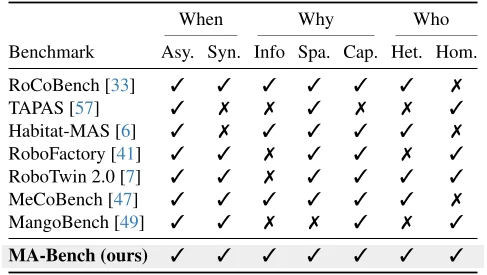 When Why Who
Benchmark Asy. Syn. Info Spa. Cap. Het. Hom.
RoCoBench [33] ✓ ✓ ✓ ✓ ✓ ✓ ✗
TAPAS [57] ✓ ✗ ✗ ✓ ✗ ✗ ✓
Habitat-MAS [6] ✓ ✗ ✓ ✓ ✓ ✓ ✗
RoboFactory [41] ✓ ✓ ✗ ✓ ✓ ✗ ✓
RoboTwin 2.0 [7] ✓ ✓ ✗ ✓ ✓ ✓ ✓
MeCoBench [47] ✓ ✓ ✓ ✓ ✓ ✓ ✗
MangoBench [49] ✓ ✓ ✗ ✗ ✓ ✗ ✓
MA-Bench (ours) ✓ ✓ ✓ ✓ ✓ ✓ ✓